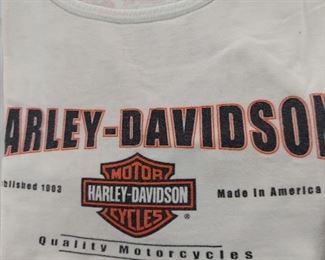 ARLEY-DAVIDSON
MOTOR
HARLEY-DAVIDSON
CYCLES ®
ablished 1903
Made In America
Quality Motorcycles